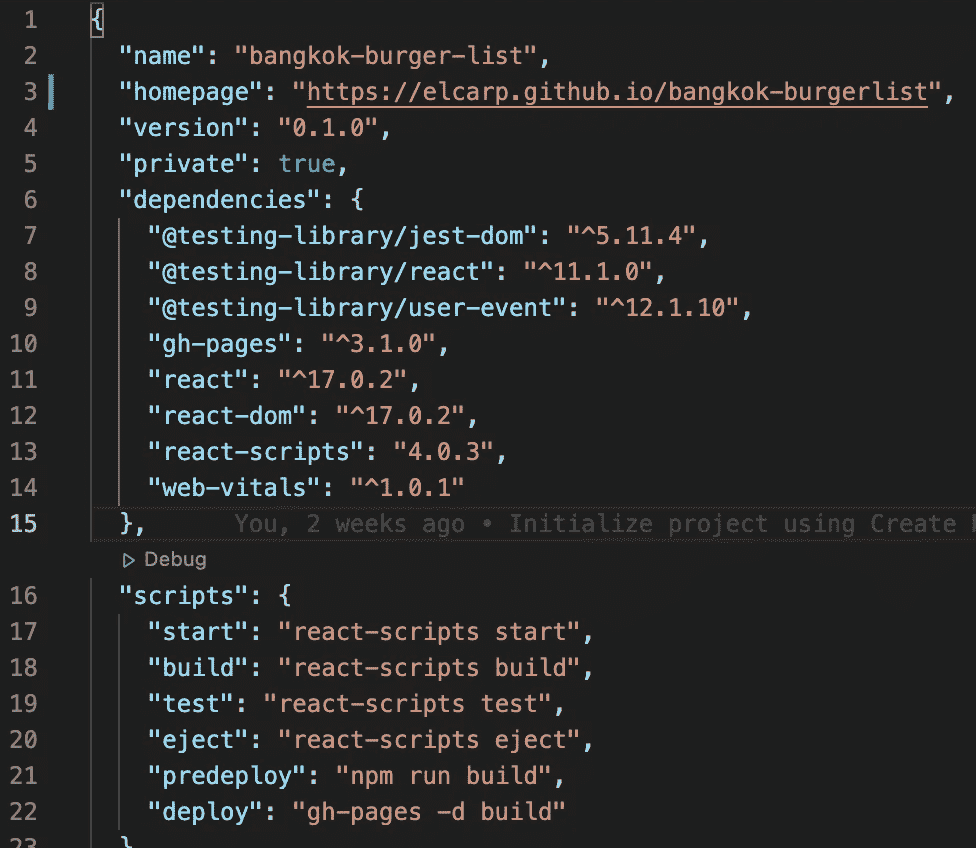 1 {
2 "name": "bangkok-burger-list",
3 "homepage": "https://elcarp.github.io/bangkok-burgerlist",
4 "version": "0.1.0",
5 "private": true,
6 "dependencies": {
7 "@testing-library/jest-dom": "^5.11.4",
8 "@testing-library/react": "^11.1.0",
9 "@testing-library/user-event": "^12.1.10",
10 "gh-pages": "^3.1.0",
11 "react": "^17.0.2",
12 "react-dom": "^17.0.2",
13 "react-scripts": "4.0.3",
14 "web-vitals": "^1.0.1"
15 }, You, 2 weeks ago • Initialize project using Create
Debug
16 "scripts": {
17 "start": "react-scripts start",
18 "build": "react-scripts build",
19 "test": "react-scripts test",
20 "eject": "react-scripts eject",
21 "predeploy": "npm run build",
22 "deploy": "gh-pages -d build"
23 }